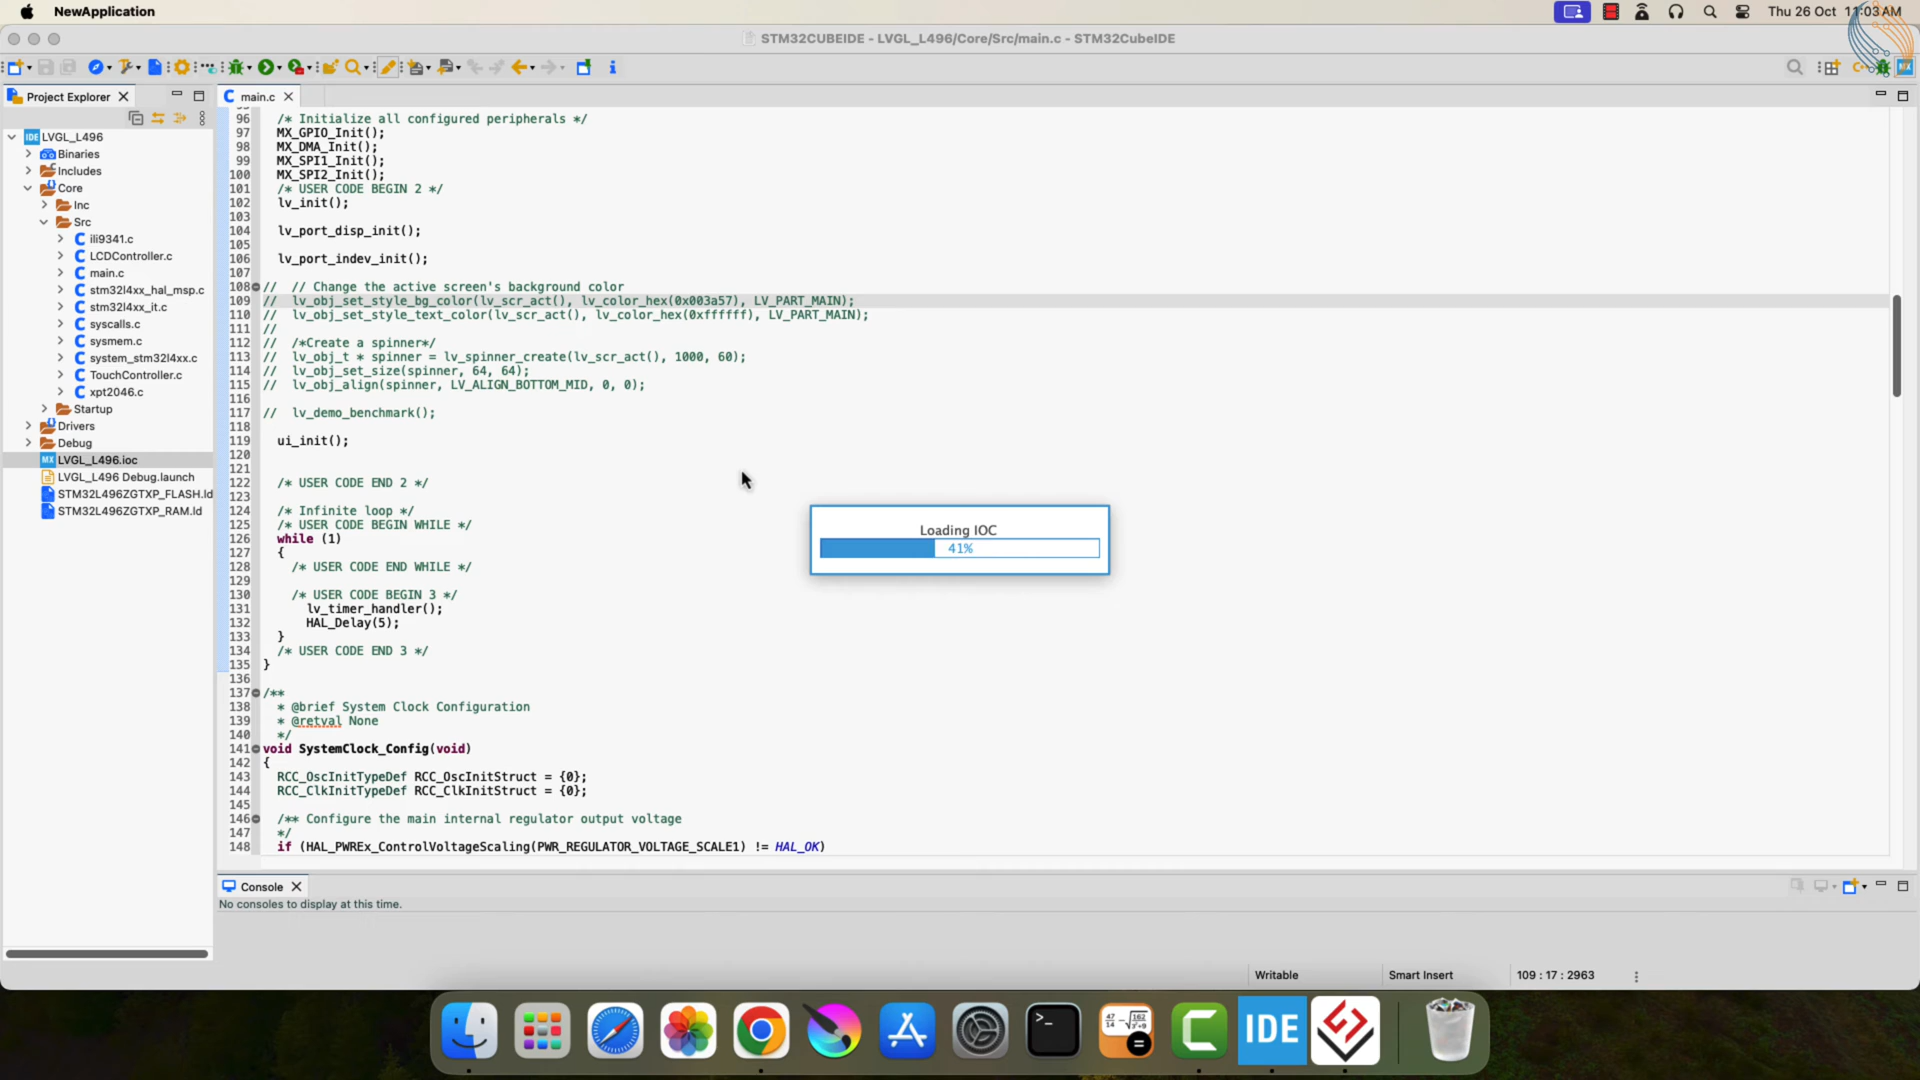 NewApplication
Thu 26 Oct 11:03 AM
STM32CUBEIDE - LVGL_L496/Core/Src/main.c - STM32CubeIDE
Project Explorer
main.c
LVGL_L496
Binaries
Includes
Core
Inc
Src
ili9341.c
LCDController.c
main.c
stm32l4xx_hal_msp.c
stm32l4xx_it.c
syscalls.c
sysmem.c
system_stm32l4xx.c
TouchController.c
xpt2046.c
Startup
Drivers
Debug
MX LVGL_L496.ioc
LVGL_L496 Debug.launch
STM32L496ZGTXP_FLASH.ld
STM32L496ZGTXP_RAM.ld
96 /* Initialize all configured peripherals */
97 MX_GPIO_Init();
98 MX_DMA_Init();
99 MX_SPI1_Init();
100 MX_SPI2_Init();
101 /* USER CODE BEGIN 2 */
102 lv_init();
103
104 lv_port_disp_init();
105
106 lv_port_indev_init();
107
108 // // Change the active screen's background color
109 // lv_obj_set_style_bg_color(lv_scr_act(), lv_color_hex(0x003a57), LV_PART_MAIN);
110 // lv_obj_set_style_text_color(lv_scr_act(), lv_color_hex(0xffffff), LV_PART_MAIN);
111 //
112 // /*Create a spinner*/
113 // lv_obj_t * spinner = lv_spinner_create(lv_scr_act(), 1000, 60);
114 // lv_obj_set_size(spinner, 64, 64);
115 // lv_obj_align(spinner, LV_ALIGN_BOTTOM_MID, 0, 0);
116
117 // lv_demo_benchmark();
118
119 ui_init();
120
121
122 /* USER CODE END 2 */
123
124 /* Infinite loop */
125 /* USER CODE BEGIN WHILE */
126 while (1)
127 {
128 /* USER CODE END WHILE */
129
130 /* USER CODE BEGIN 3 */
131 lv_timer_handler();
132 HAL_Delay(5);
133 }
134 /* USER CODE END 3 */
135 }
136
137 /**
138 * @brief System Clock Configuration
139 * @retval None
140 */
141 void SystemClock_Config(void)
142 {
143 RCC_OscInitTypeDef RCC_OscInitStruct = {0};
144 RCC_ClkInitTypeDef RCC_ClkInitStruct = {0};
145
146 /** Configure the main internal regulator output voltage
147 */
148 if (HAL_PWREx_ControlVoltageScaling(PWR_REGULATOR_VOLTAGE_SCALE1) != HAL_OK)
Loading IOC
41%
Console
No consoles to display at this time.
Writable
Smart Insert
109 : 17 : 2963
IDE